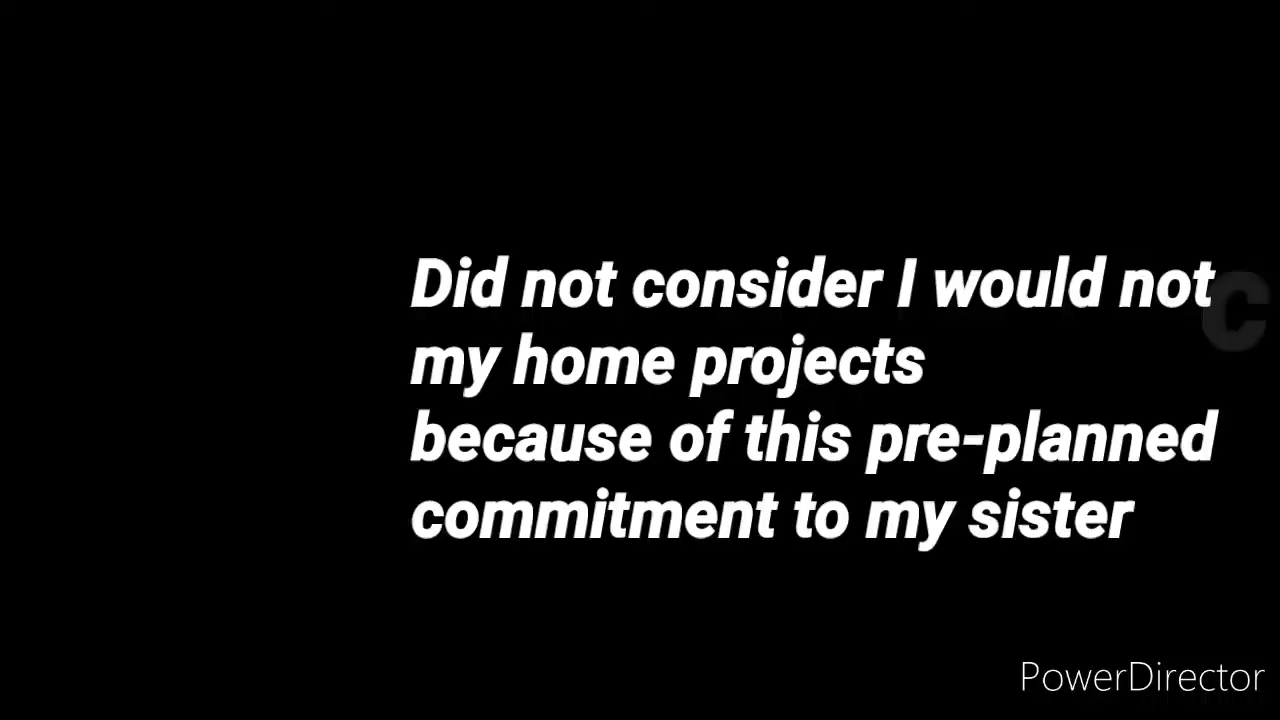 Did not consider I would not
my home projects
because of this pre-planned
commitment to my sister
C
PowerDirector